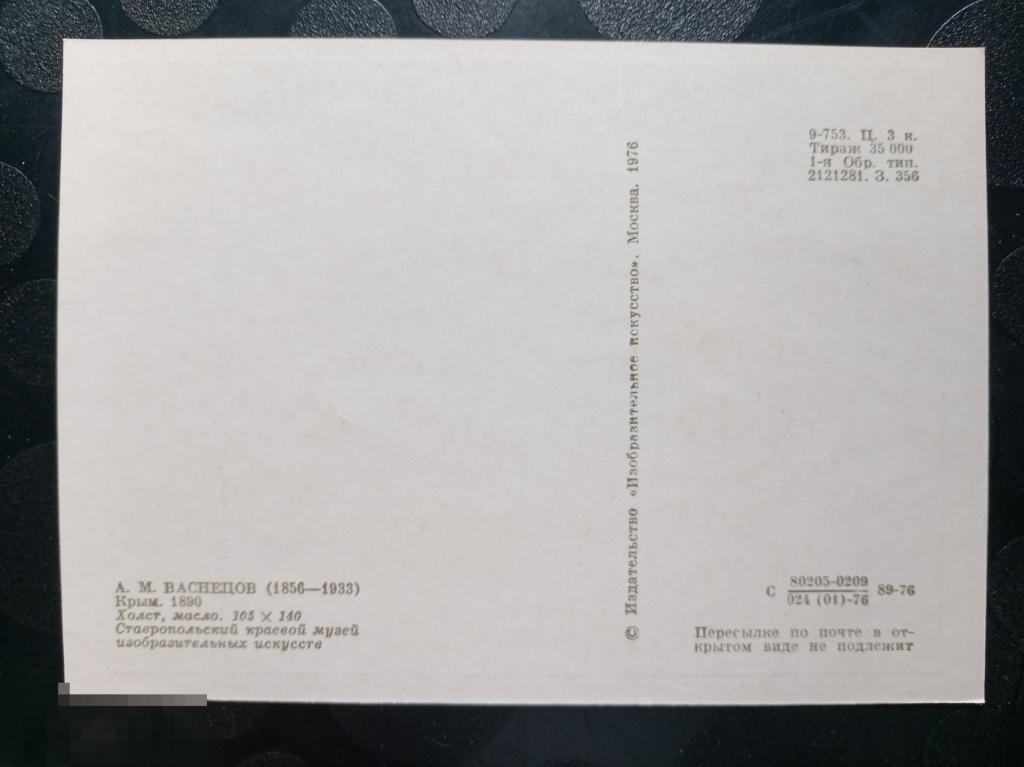 9-753. Ц. 3 к.
Тираж 35 000
1-я Обр. тип.
2121281. З. 356
© Издательство «Изобразительное искусство». Москва. 1976
А. М. ВАСНЕЦОВ (1856—1933)
Крым. 1890
Холст, масло. 105 × 140
Ставропольский краевой музей
изобразительных искусств
С 80205-0209 89-76
024 (01)-76
Пересылке по почте в от-
крытом виде не подлежит